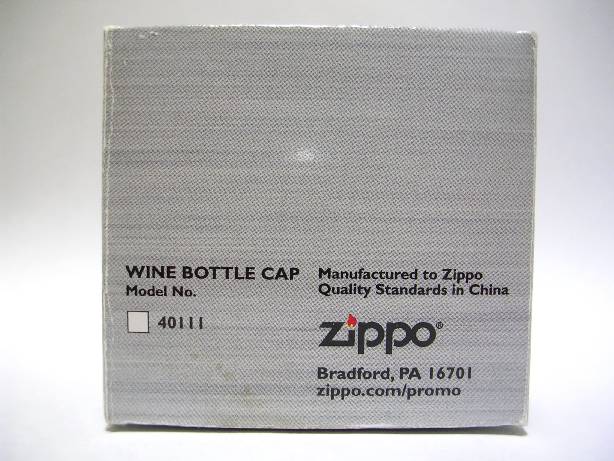 WINE BOTTLE CAP
Model No.
40111
Manufactured to Zippo
Quality Standards in China
zippo®
Bradford, PA 16701
zippo.com/promo